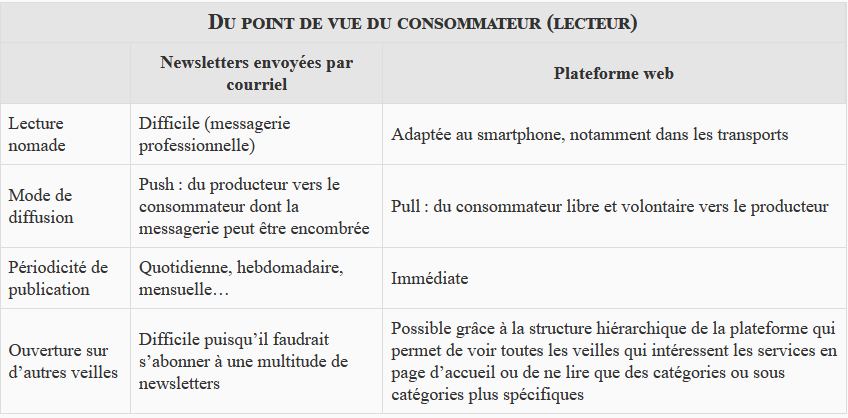 Du point de vue du consommateur (lecteur)
Newsletters envoyées par
courriel
Plateforme web
Lecture
nomade
Difficile (messagerie
professionnelle)
Adaptée au smartphone, notamment dans les transports
Mode de
diffusion
Push : du producteur vers le
consommateur dont la
messagerie peut être encombrée
Pull : du consommateur libre et volontaire vers le producteur
Périodicité de
publication
Quotidienne, hebdomadaire,
mensuelle…
Immédiate
Ouverture sur
d’autres veilles
Difficile puisqu’il faudrait
s’abonner à une multitude de
newsletters
Possible grâce à la structure hiérarchique de la plateforme qui
permet de voir toutes les veilles qui intéressent les services en
page d’accueil ou de ne lire que des catégories ou sous
catégories plus spécifiques